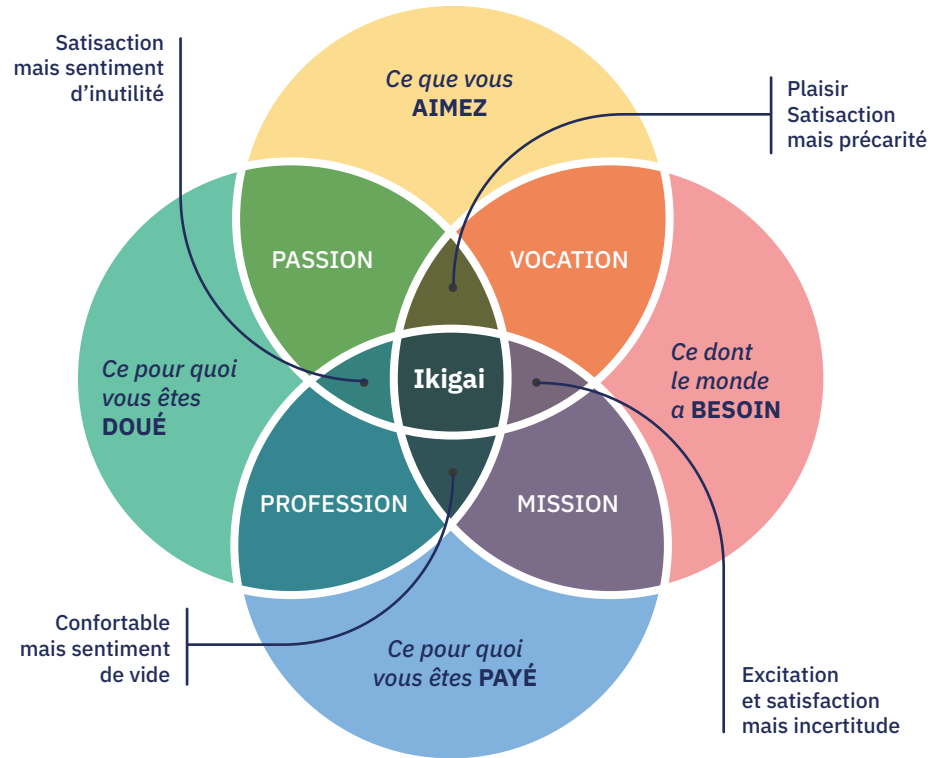 Satisaction
mais sentiment
d’inutilité
Ce que vous
AIMEZ
Plaisir
Satisaction
mais précarité
PASSION
VOCATION
Ce pour quoi
vous êtes
DOUÉ
Ikigai
Ce dont
le monde
a BESOIN
PROFESSION
MISSION
Confortable
mais sentiment
de vide
Ce pour quoi
vous êtes PAYÉ
Excitation
et satisfaction
mais incertitude